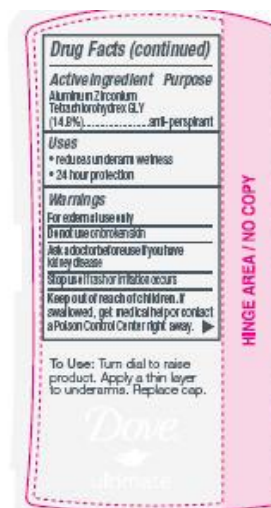 Drug Facts (continued)
Active Ingredient Purpose
Aluminum Zirconium
Tetrachlorohydrex GLY
(14.8%)......................anti-perspirant
Uses
• reduces underarm wetness
• 24 hour protection
Warnings
For external use only
Do not use on broken skin
Ask a doctor before use if you have
kidney disease
Stop use if rash or irritation occurs
Keep out of reach of children. If
swallowed, get medical help or contact
a Poison Control Center right away.
To Use: Turn dial to raise
product. Apply a thin layer
to underarms. Replace cap.
Dove
ultimate
HINGE AREA / NO COPY